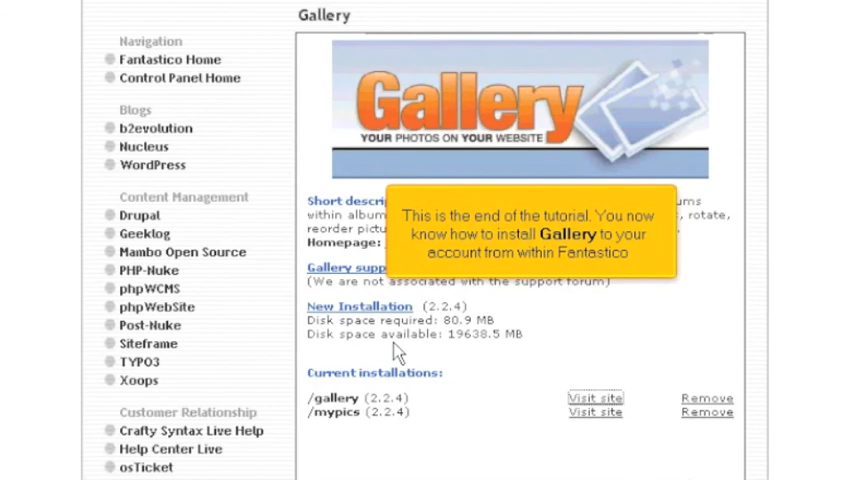 Gallery
Navigation
Fantastico Home
Control Panel Home
Blogs
b2evolution
Nucleus
WordPress
Content Management
Drupal
Geeklog
Mambo Open Source
PHP-Nuke
phpWCMS
phpWebSite
Post-Nuke
Siteframe
TYPO3
Xoops
Customer Relationship
Crafty Syntax Live Help
Help Center Live
osTicket
Gallery
YOUR PHOTOS ON YOUR WEBSITE
Short
within rotate,
reorder
Homepage:
Gallery
(We are not associated with the support forum)
This is the end of the tutorial. You now
know how to install Gallery to your
account from within Fantastico
New Installation (2.2.4)
Disk space required: 80.9 MB
Disk space available: 19638.5 MB
Current installations:
/gallery (2.2.4) Visit site Remove
/mypics (2.2.4) Visit site Remove